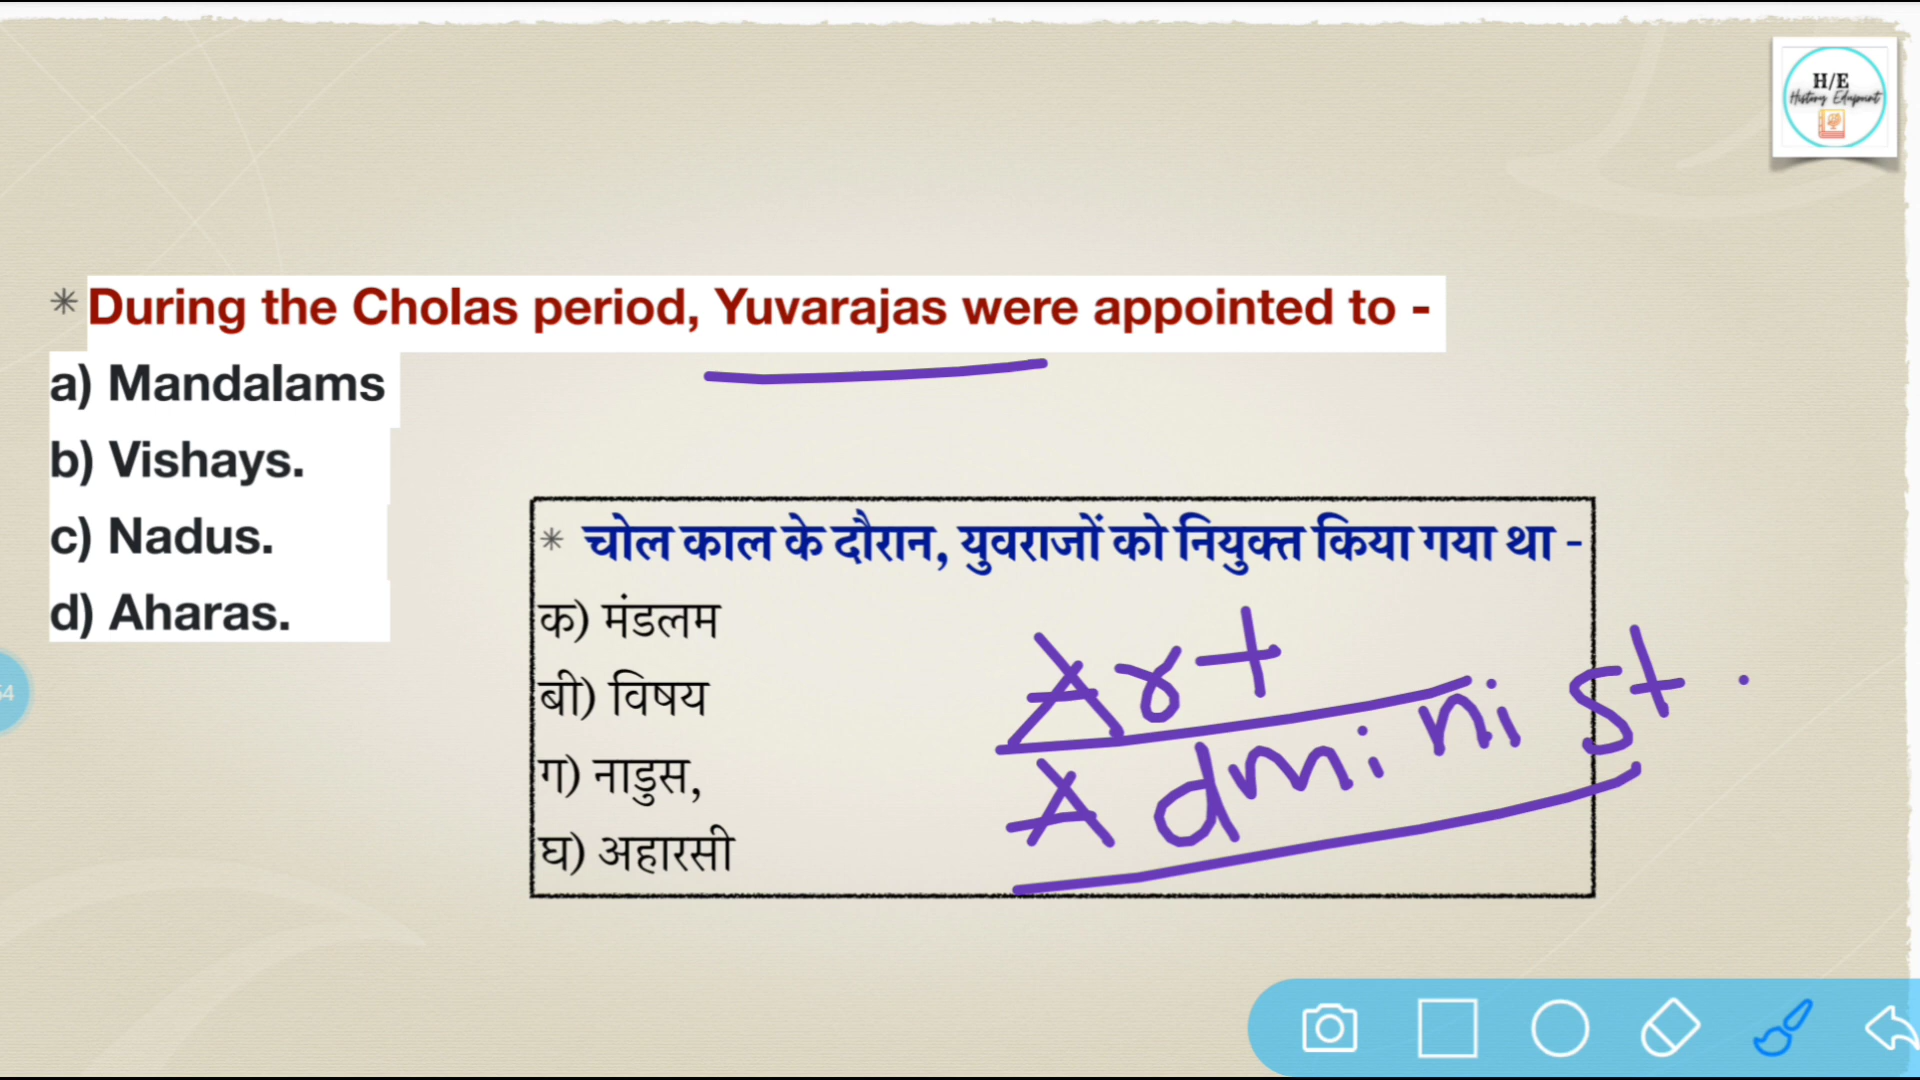 H/E
History Edupoint
* During the Cholas period, Yuvarajas were appointed to -
a) Mandalams
b) Vishays.
c) Nadus.
d) Aharas.
* चोल काल के दौरान, युवराजों को नियुक्त किया गया था -
क) मंडलम
बी) विषय
ग) नाडुस,
घ) अहारसी
Art
Administ.
54